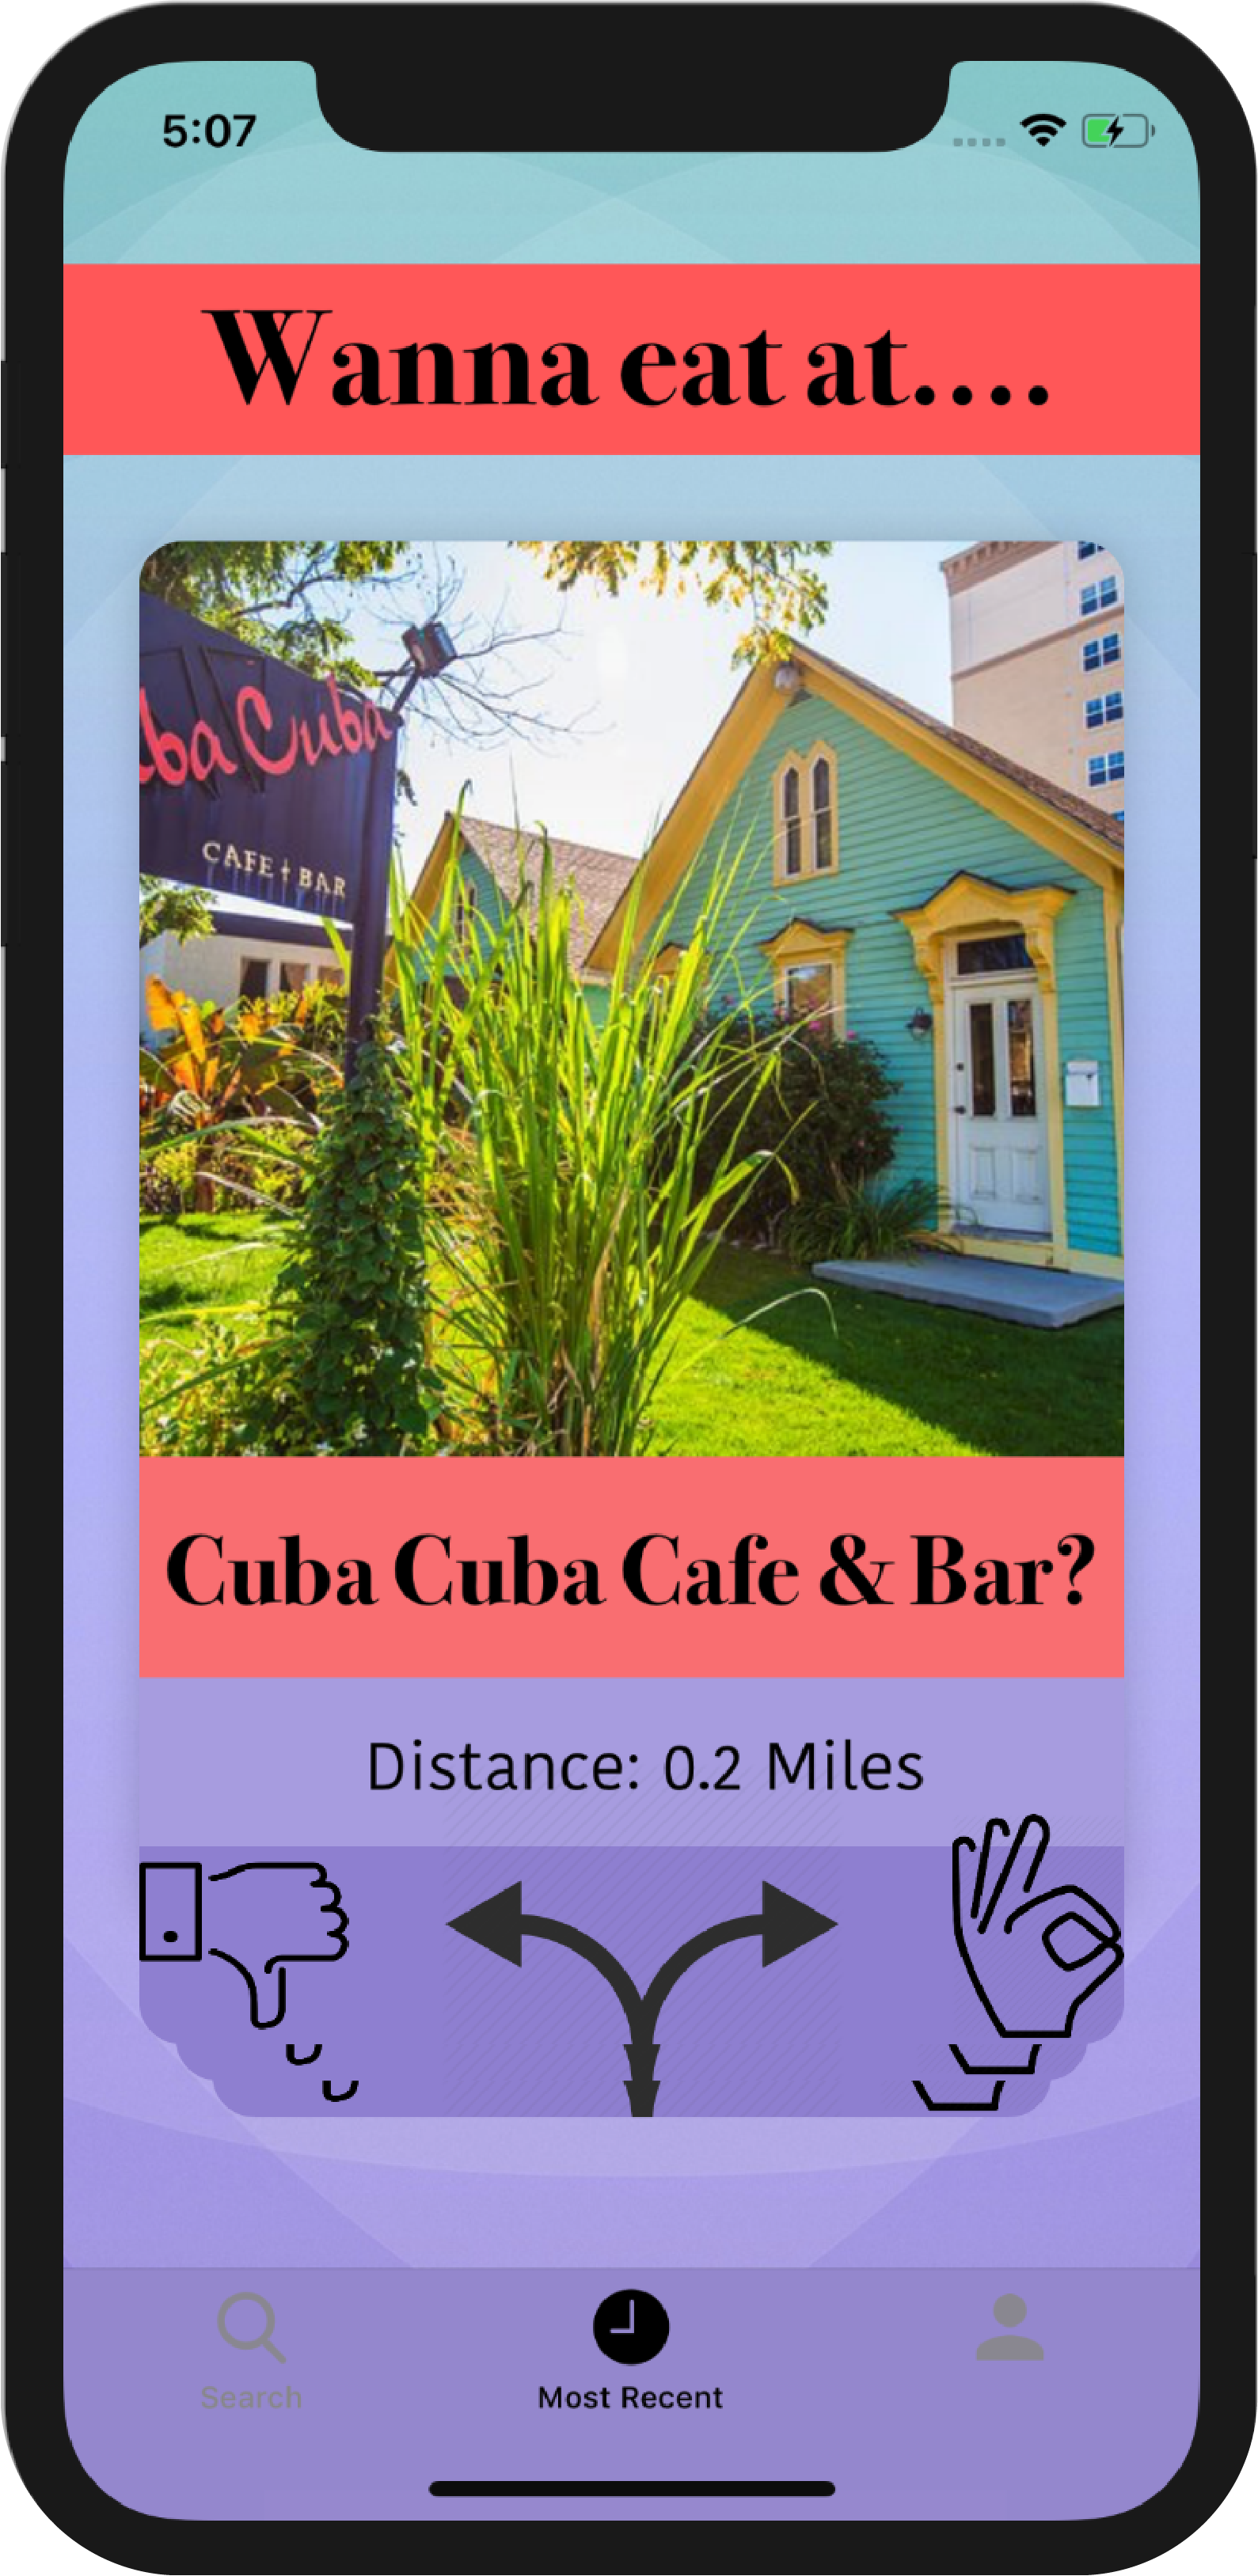 5:07
Wanna eat at....
ba Cuba
CAFE + BAR
Cuba Cuba Cafe & Bar?
Distance: 0.2 Miles
Search
Most Recent